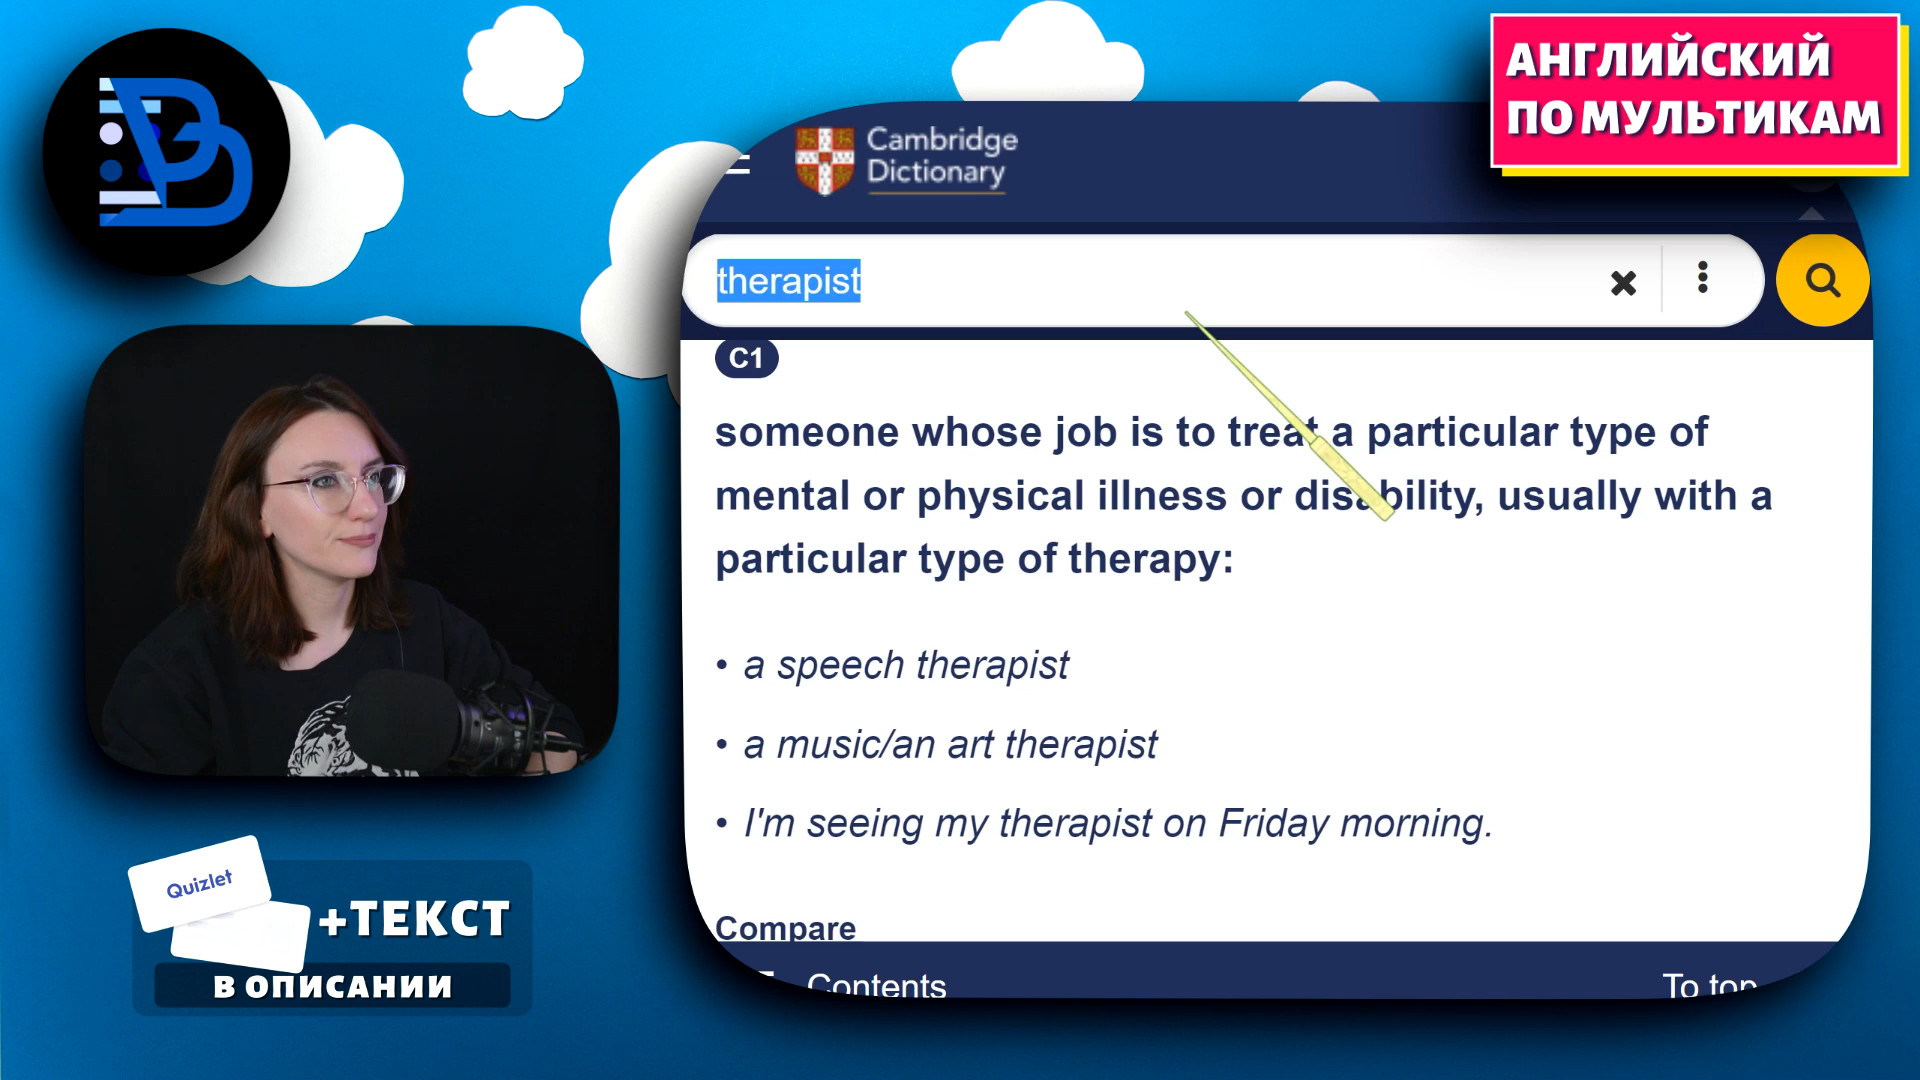 АНГЛИЙСКИЙ
ПО МУЛЬТИКАМ
Cambridge
Dictionary
therapist
C1
someone whose job is to treat a particular type of
mental or physical illness or disability, usually with a
particular type of therapy:
• a speech therapist
• a music/an art therapist
• I'm seeing my therapist on Friday morning.
Compare
Contents
To top
Quizlet
+ТЕКСТ
В ОПИСАНИИ